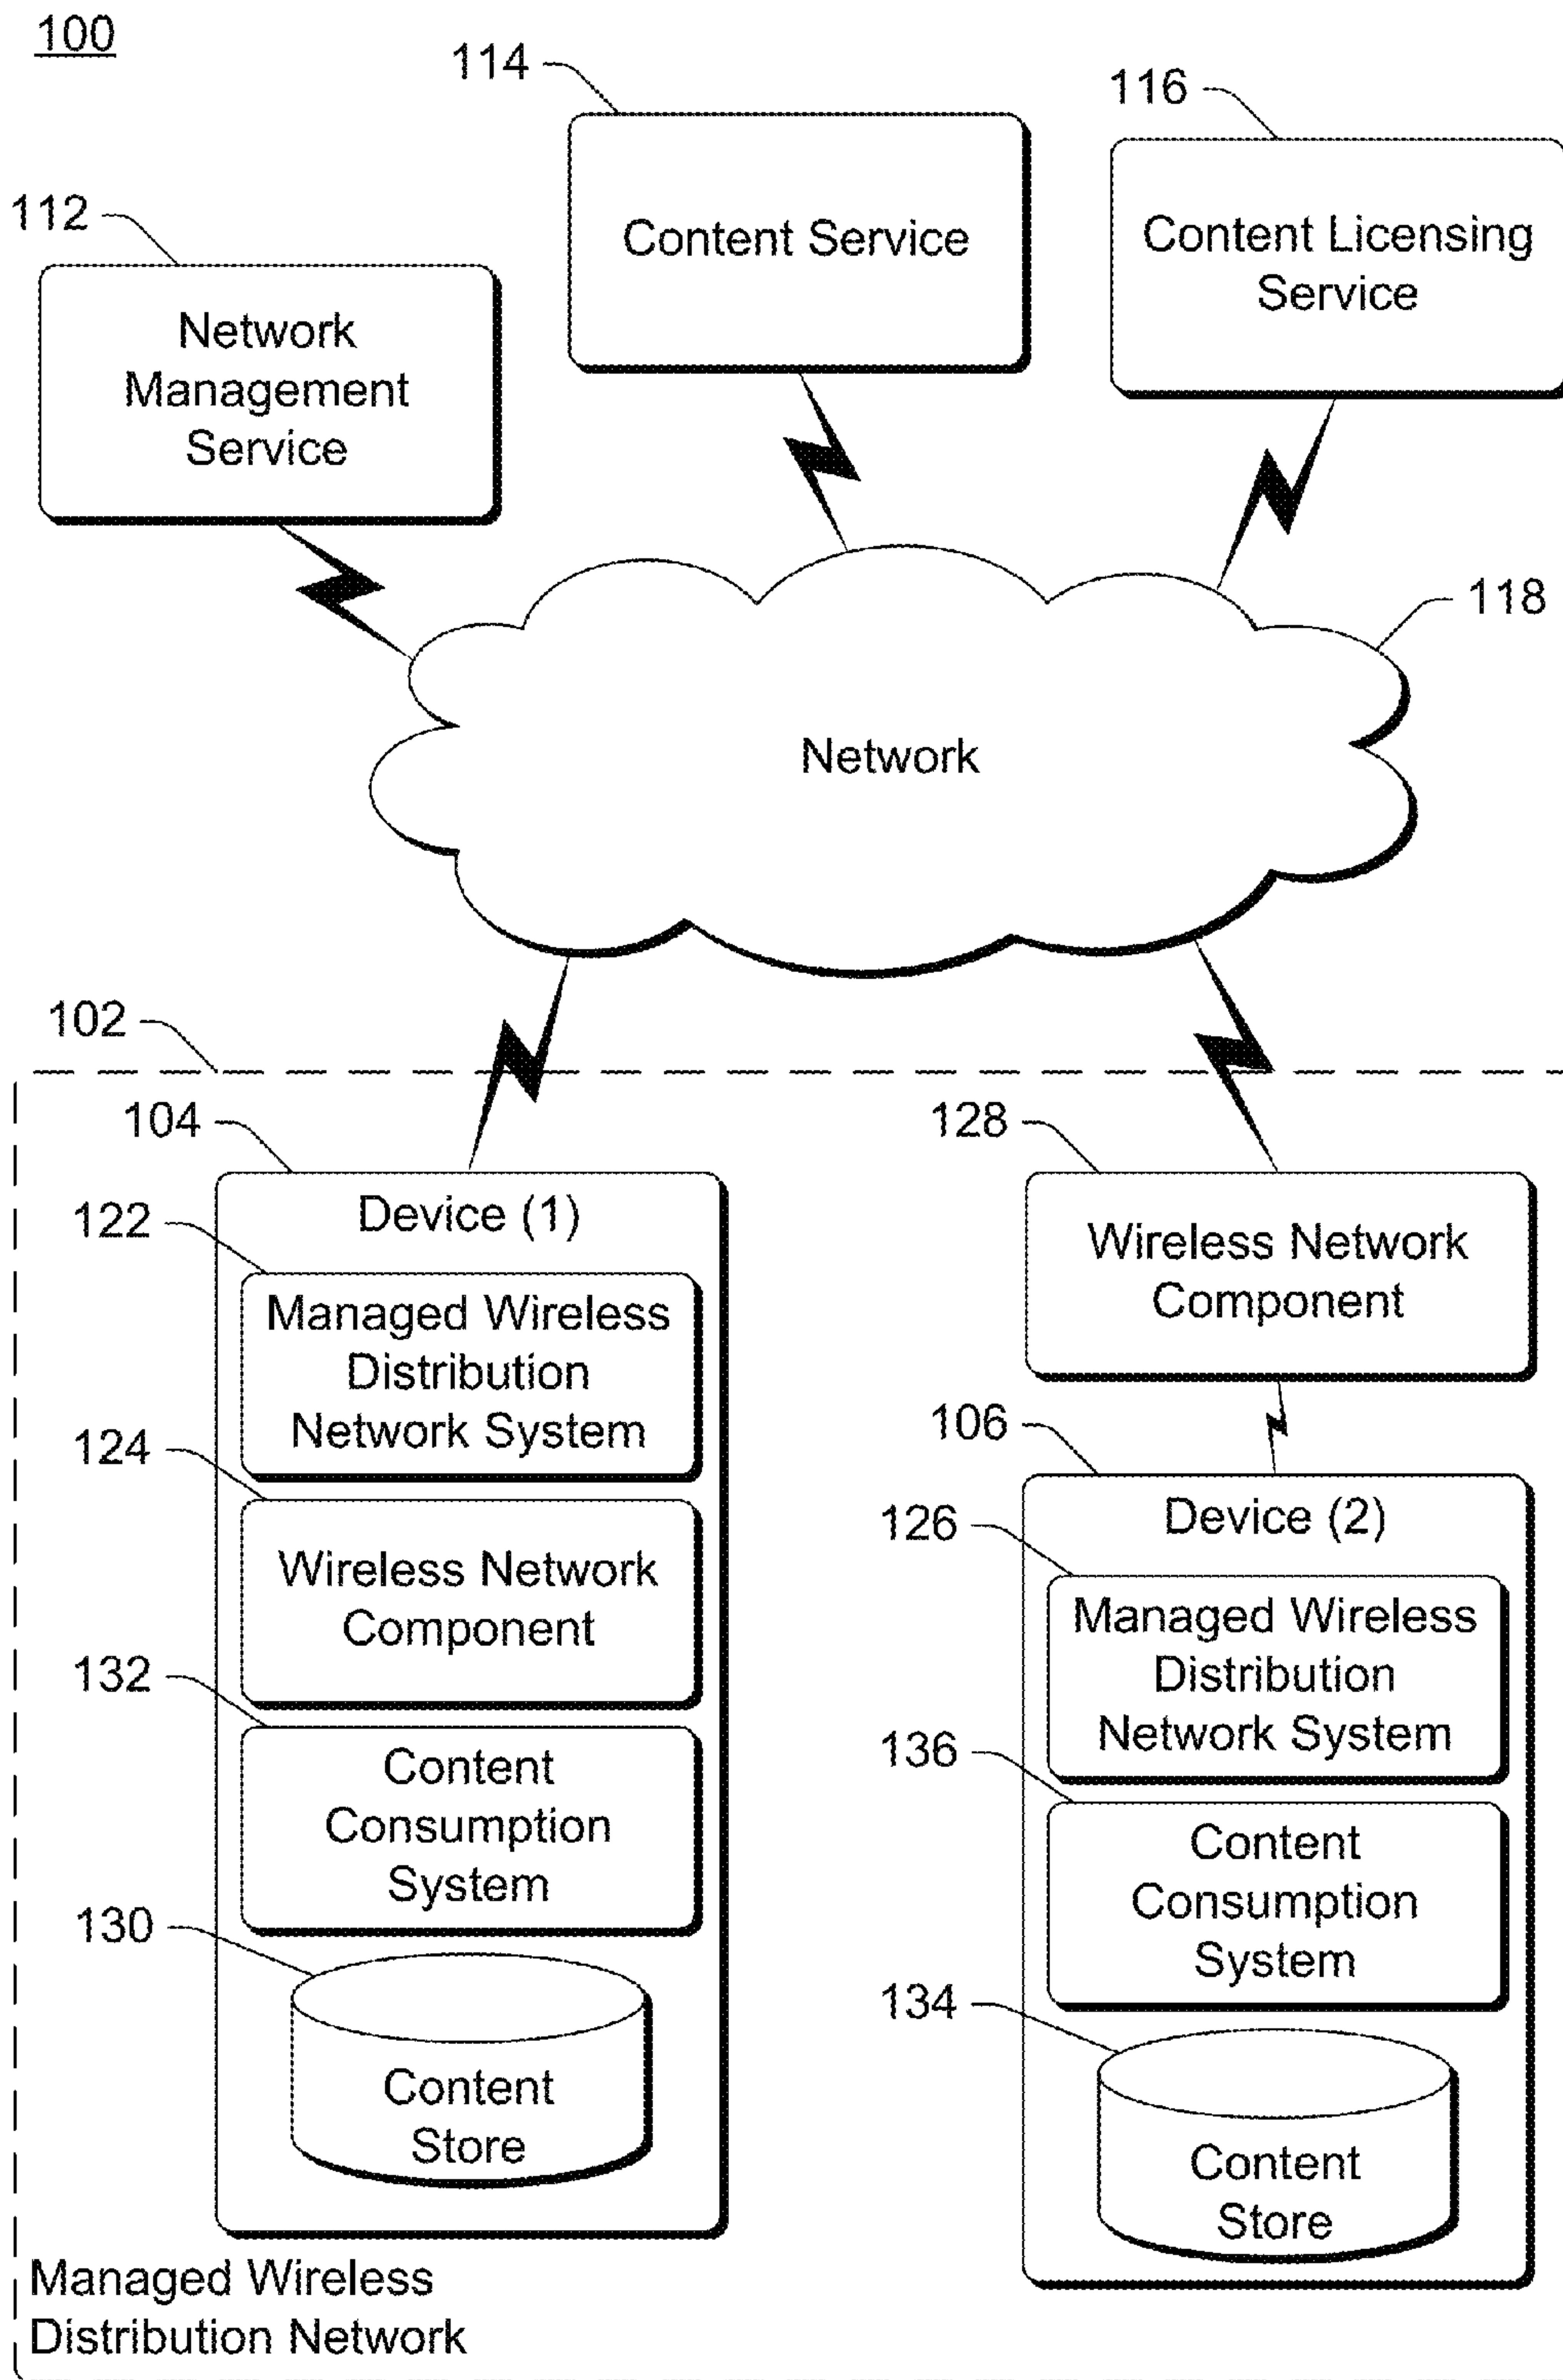 100
114
116
112
Content Service
Content Licensing
Service
Network
Management
Service
118
Network
102
104
128
Device (1)
122
Managed Wireless
Distribution
Network System
Wireless Network
Component
124
106
Wireless Network
Component
Device (2)
126
Managed Wireless
Distribution
Network System
132
136
Content
Consumption
System
Content
Consumption
System
130
134
Content
Store
Content
Store
Managed Wireless
Distribution Network